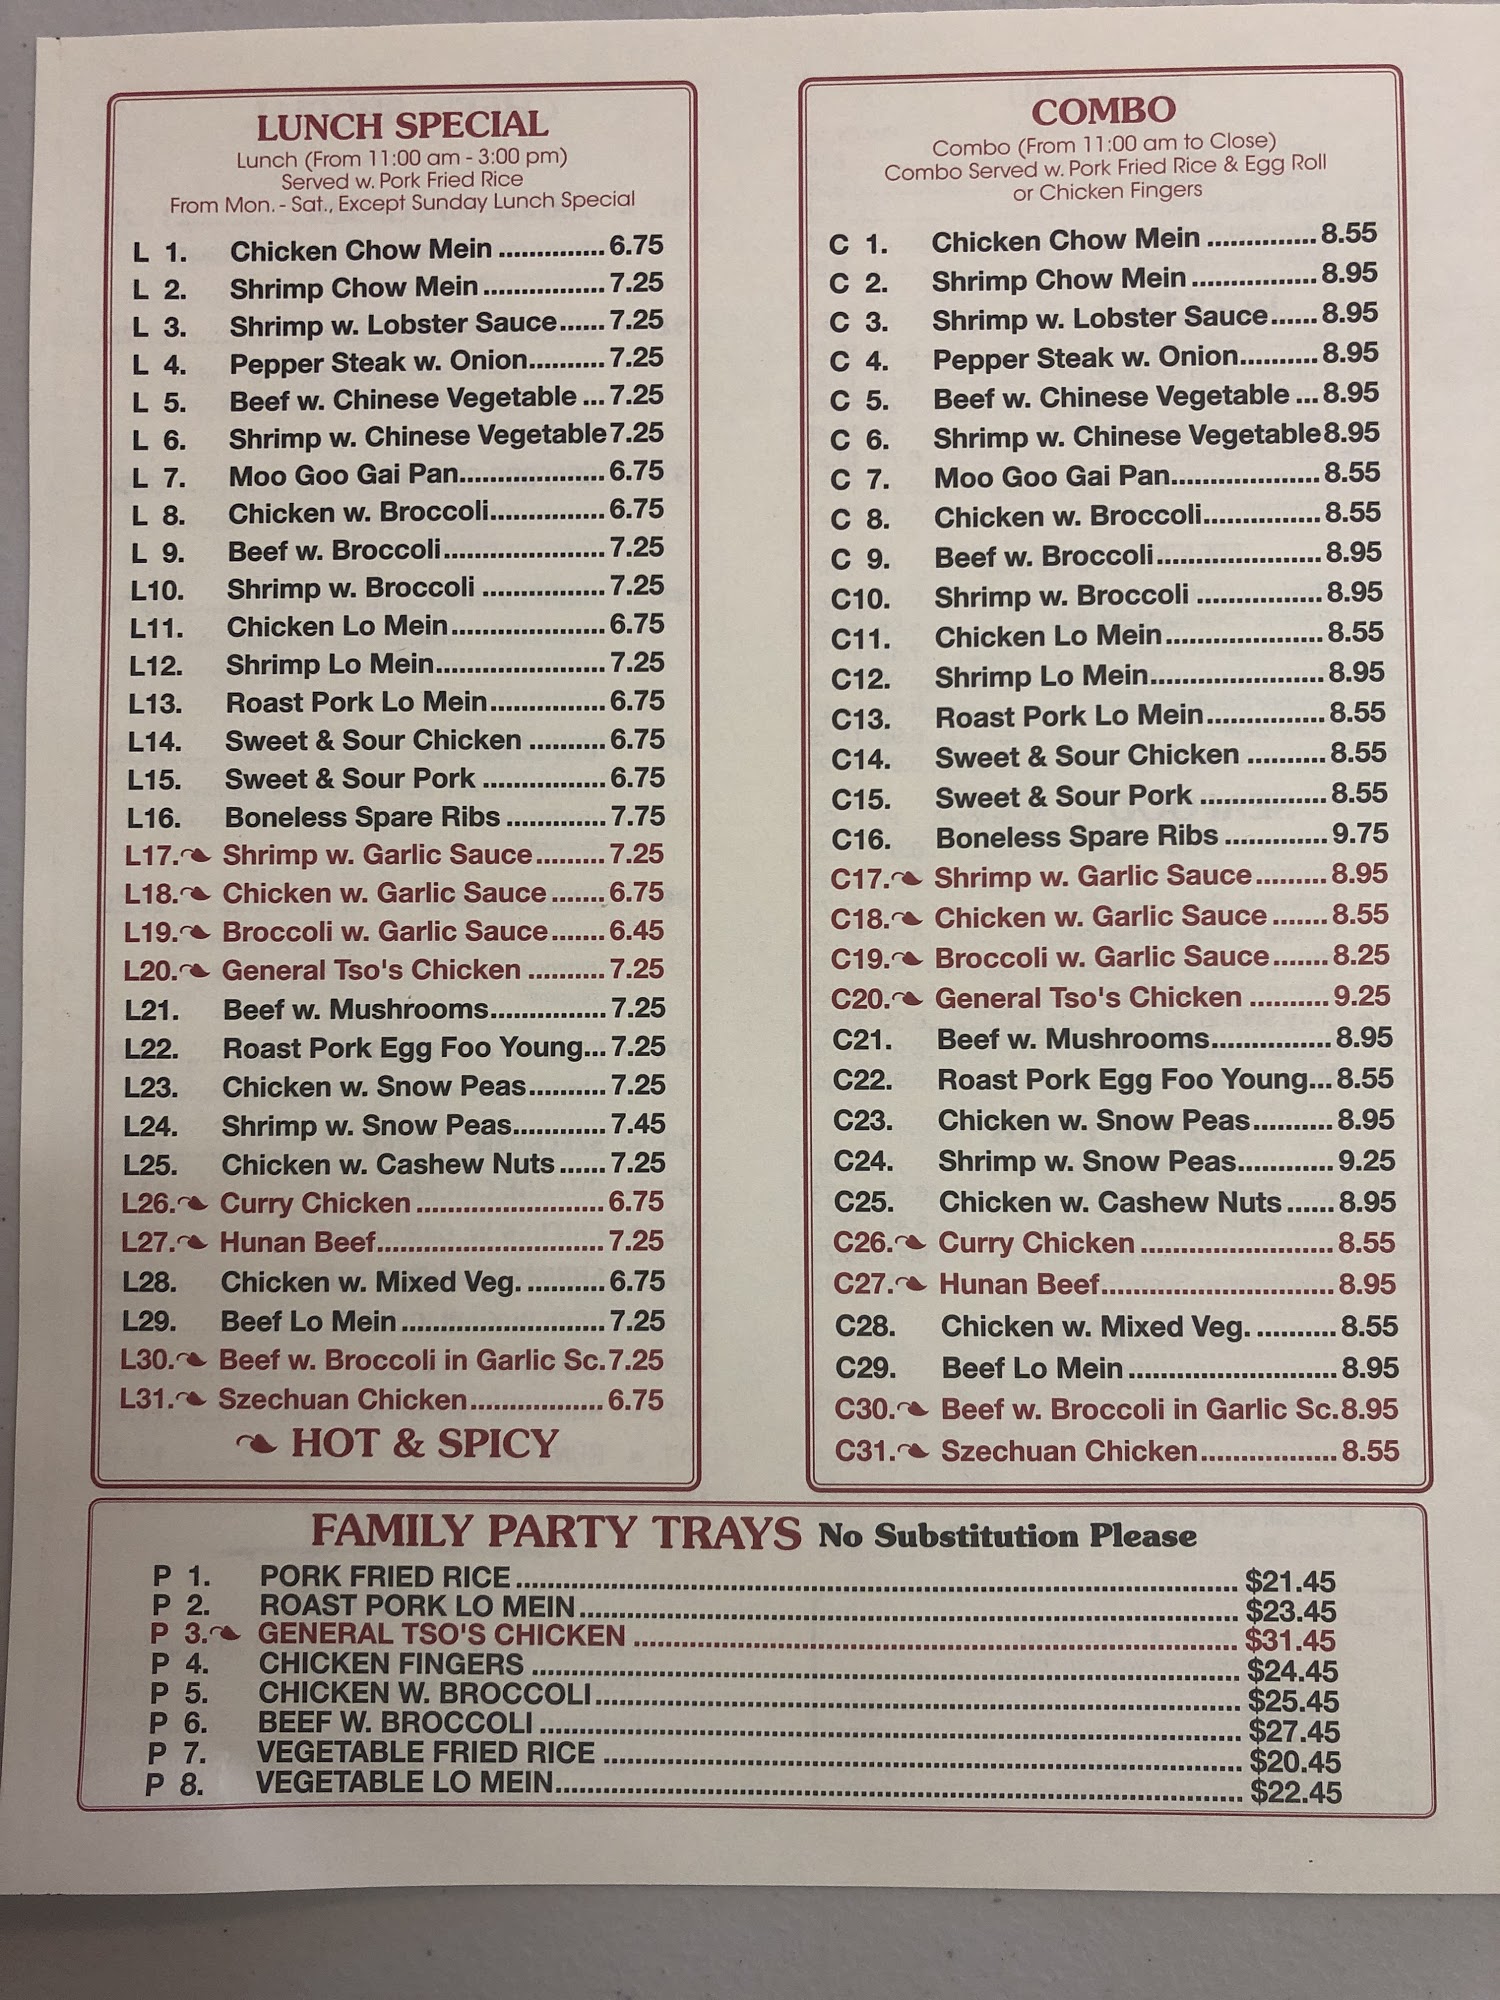 LUNCH SPECIAL
Lunch (From 11:00 am - 3:00 pm)
Served w. Pork Fried Rice
From Mon. - Sat., Except Sunday Lunch Special
L 1. Chicken Chow Mein .............. 6.75
L 2. Shrimp Chow Mein ................ 7.25
L 3. Shrimp w. Lobster Sauce...... 7.25
L 4. Pepper Steak w. Onion.......... 7.25
L 5. Beef w. Chinese Vegetable ... 7.25
L 6. Shrimp w. Chinese Vegetable 7.25
L 7. Moo Goo Gai Pan................... 6.75
L 8. Chicken w. Broccoli............... 6.75
L 9. Beef w. Broccoli..................... 7.25
L10. Shrimp w. Broccoli ................ 7.25
L11. Chicken Lo Mein.................... 6.75
L12. Shrimp Lo Mein...................... 7.25
L13. Roast Pork Lo Mein............... 6.75
L14. Sweet & Sour Chicken .......... 6.75
L15. Sweet & Sour Pork ................ 6.75
L16. Boneless Spare Ribs ............. 7.75
L17. Shrimp w. Garlic Sauce......... 7.25
L18. Chicken w. Garlic Sauce ....... 6.75
L19. Broccoli w. Garlic Sauce....... 6.45
L20. General Tso's Chicken .......... 7.25
L21. Beef w. Mushrooms............... 7.25
L22. Roast Pork Egg Foo Young... 7.25
L23. Chicken w. Snow Peas.......... 7.25
L24. Shrimp w. Snow Peas............ 7.45
L25. Chicken w. Cashew Nuts ...... 7.25
L26. Curry Chicken ........................ 6.75
L27. Hunan Beef............................. 7.25
L28. Chicken w. Mixed Veg. .......... 6.75
L29. Beef Lo Mein .......................... 7.25
L30. Beef w. Broccoli in Garlic Sc. 7.25
L31. Szechuan Chicken................. 6.75
HOT & SPICY
COMBO
Combo (From 11:00 am to Close)
Combo Served w. Pork Fried Rice & Egg Roll
or Chicken Fingers
C 1. Chicken Chow Mein .............. 8.55
C 2. Shrimp Chow Mein ................ 8.95
C 3. Shrimp w. Lobster Sauce...... 8.95
C 4. Pepper Steak w. Onion.......... 8.95
C 5. Beef w. Chinese Vegetable ... 8.95
C 6. Shrimp w. Chinese Vegetable 8.95
C 7. Moo Goo Gai Pan................... 8.55
C 8. Chicken w. Broccoli............... 8.55
C 9. Beef w. Broccoli..................... 8.95
C10. Shrimp w. Broccoli ................ 8.95
C11. Chicken Lo Mein.................... 8.55
C12. Shrimp Lo Mein...................... 8.95
C13. Roast Pork Lo Mein............... 8.55
C14. Sweet & Sour Chicken .......... 8.55
C15. Sweet & Sour Pork ................ 8.55
C16. Boneless Spare Ribs ............. 9.75
C17. Shrimp w. Garlic Sauce......... 8.95
C18. Chicken w. Garlic Sauce ....... 8.55
C19. Broccoli w. Garlic Sauce....... 8.25
C20. General Tso's Chicken .......... 9.25
C21. Beef w. Mushrooms............... 8.95
C22. Roast Pork Egg Foo Young... 8.55
C23. Chicken w. Snow Peas.......... 8.95
C24. Shrimp w. Snow Peas............ 9.25
C25. Chicken w. Cashew Nuts ...... 8.95
C26. Curry Chicken ........................ 8.55
C27. Hunan Beef............................. 8.95
C28. Chicken w. Mixed Veg. .......... 8.55
C29. Beef Lo Mein .......................... 8.95
C30. Beef w. Broccoli in Garlic Sc. 8.95
C31. Szechuan Chicken................. 8.55
FAMILY PARTY TRAYS No Substitution Please
P 1. PORK FRIED RICE .......... $21.45
P 2. ROAST PORK LO MEIN.......... $23.45
P 3. GENERAL TSO'S CHICKEN .......... $31.45
P 4. CHICKEN FINGERS .......... $24.45
P 5. CHICKEN W. BROCCOLI.......... $25.45
P 6. BEEF W. BROCCOLI .......... $27.45
P 7. VEGETABLE FRIED RICE .......... $20.45
P 8. VEGETABLE LO MEIN.......... $22.45